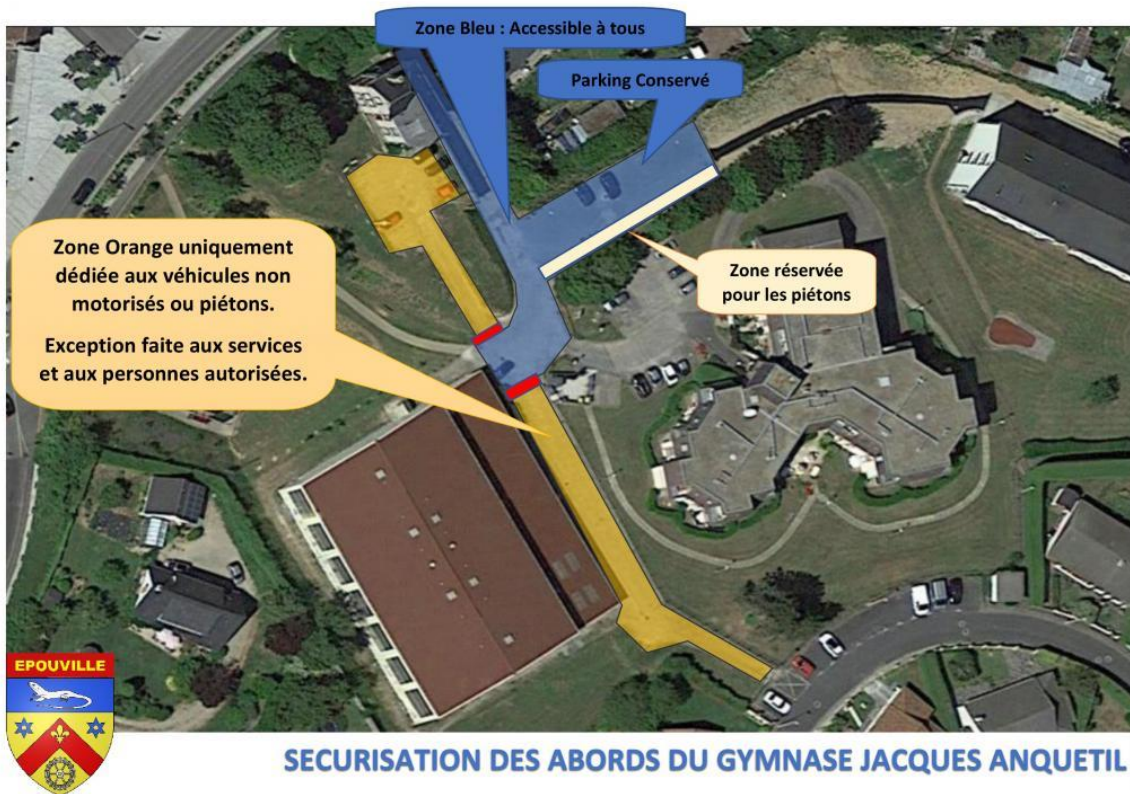 Zone Bleu : Accessible à tous
Parking Conservé
Zone Orange uniquement
dédiée aux véhicules non
motorisés ou piétons.
Exception faite aux services
et aux personnes autorisées.
Zone réservée
pour les piétons
EPOUVILLE
SECURISATION DES ABORDS DU GYMNASE JACQUES ANQUETIL